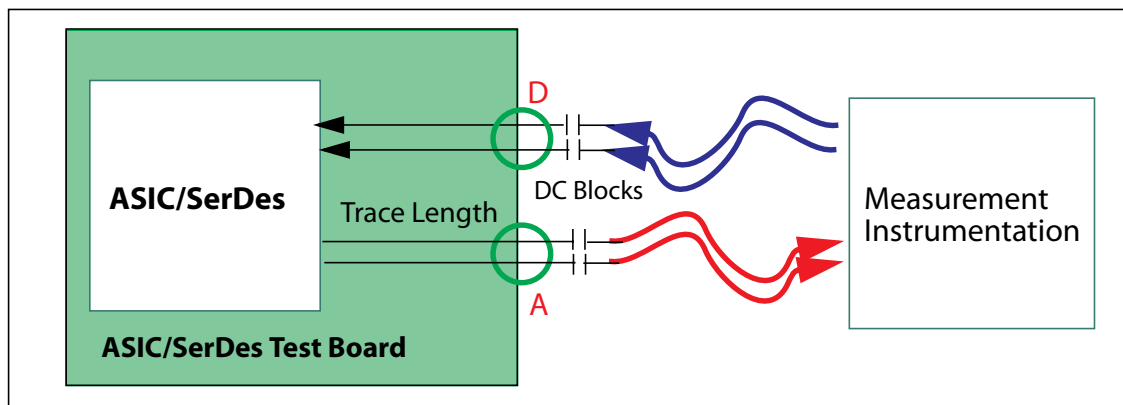 D
ASIC/SerDes
DC Blocks
Trace Length
Measurement
Instrumentation
A
ASIC/SerDes Test Board